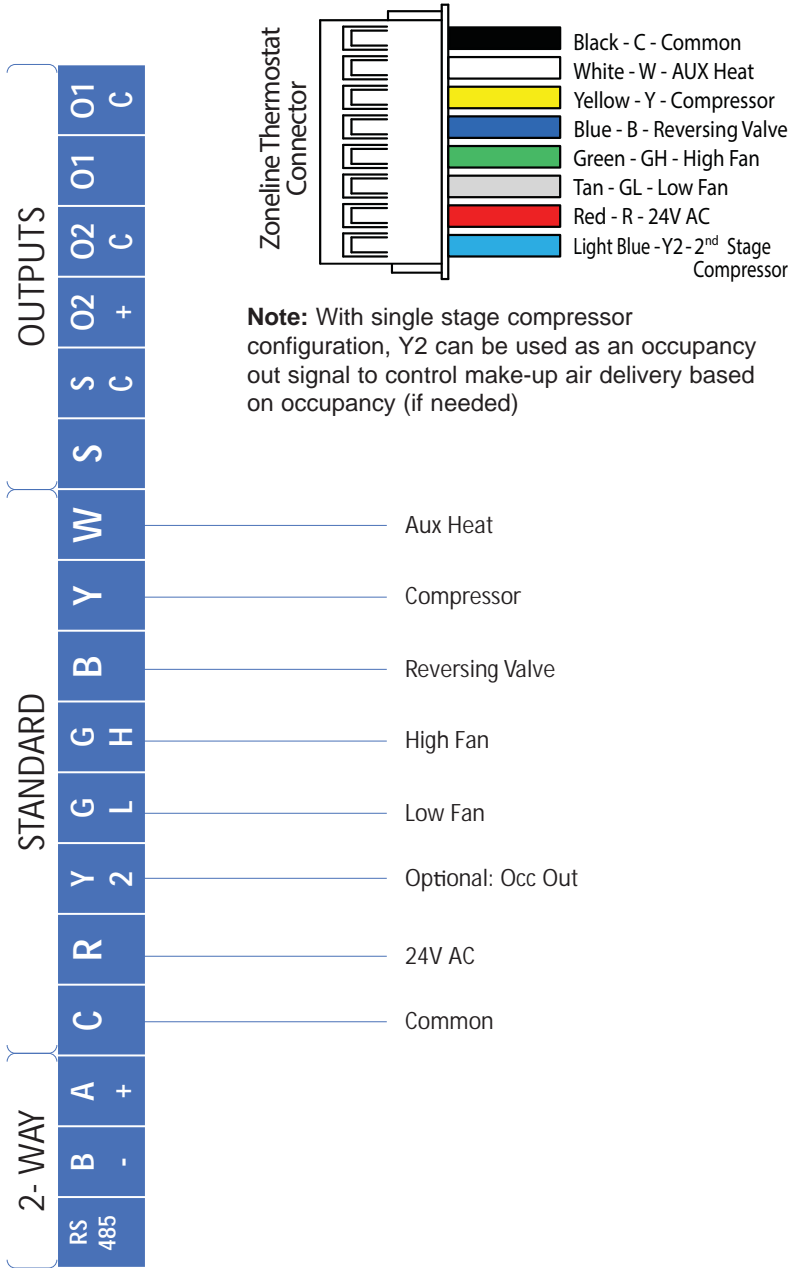 Zoneline Thermostat
Connector
Black - C - Common
White - W - AUX Heat
Yellow - Y - Compressor
Blue - B - Reversing Valve
Green - GH - High Fan
Tan - GL - Low Fan
Red - R - 24V AC
Light Blue - Y2 - 2nd Stage
Compressor
Note: With single stage compressor
configuration, Y2 can be used as an occupancy
out signal to control make-up air delivery based
on occupancy (if needed)
OUTPUTS
O1 C
O1
O2 C
O2 +
S C
S
STANDARD
W Aux Heat
Y Compressor
B Reversing Valve
G H High Fan
G L Low Fan
Y 2 Optional: Occ Out
R 24V AC
C Common
2- WAY
A +
B -
RS 485